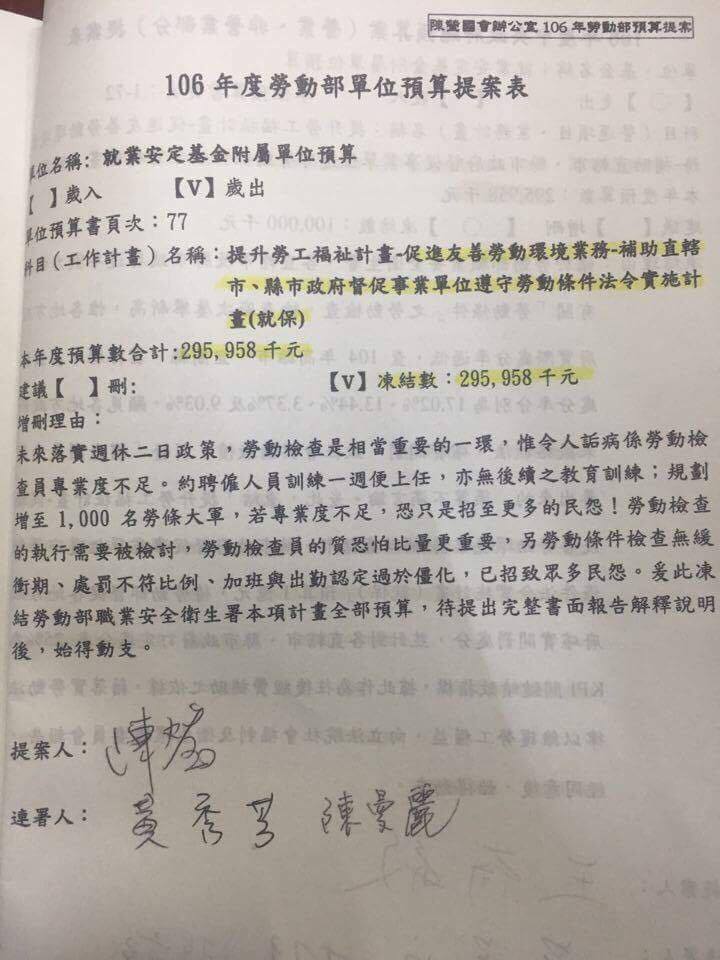 陳瑩國會辦公室 106 年勞動部預算提案
106 年度勞動部單位預算提案表
單位名稱: 就業安定基金附屬單位預算
【 】歲入 【V】歲出
單位預算書頁次：77
科目(工作計畫)名稱：提升勞工福祉計畫-促進友善勞動環境業務-補助直轄
市、縣市政府督促事業單位遵守勞動條件法令實施計
畫(就保)
本年度預算數合計:295,958 千元
建議【 】刪: 【V】凍結數：295,958 千元
增刪理由：
未來落實週休二日政策，勞動檢查是相當重要的一環，惟令人詬病係勞動檢
查員專業度不足。約聘僱人員訓練一週便上任，亦無後續之教育訓練；規劃
增至 1,000 名勞條大軍，若專業度不足，恐只是招至更多的民怨！勞動檢查
的執行需要被檢討，勞動檢查員的質恐怕比量更重要，另勞動條件檢查無緩
衝期、處罰不符比例、加班與出勤認定過於僵化，已招致眾多民怨。爰此凍
結勞動部職業安全衛生署本項計畫全部預算，待提出完整書面報告解釋說明
後，始得動支。
提案人：陳瑩
連署人：黃秀芳 陳曼麗